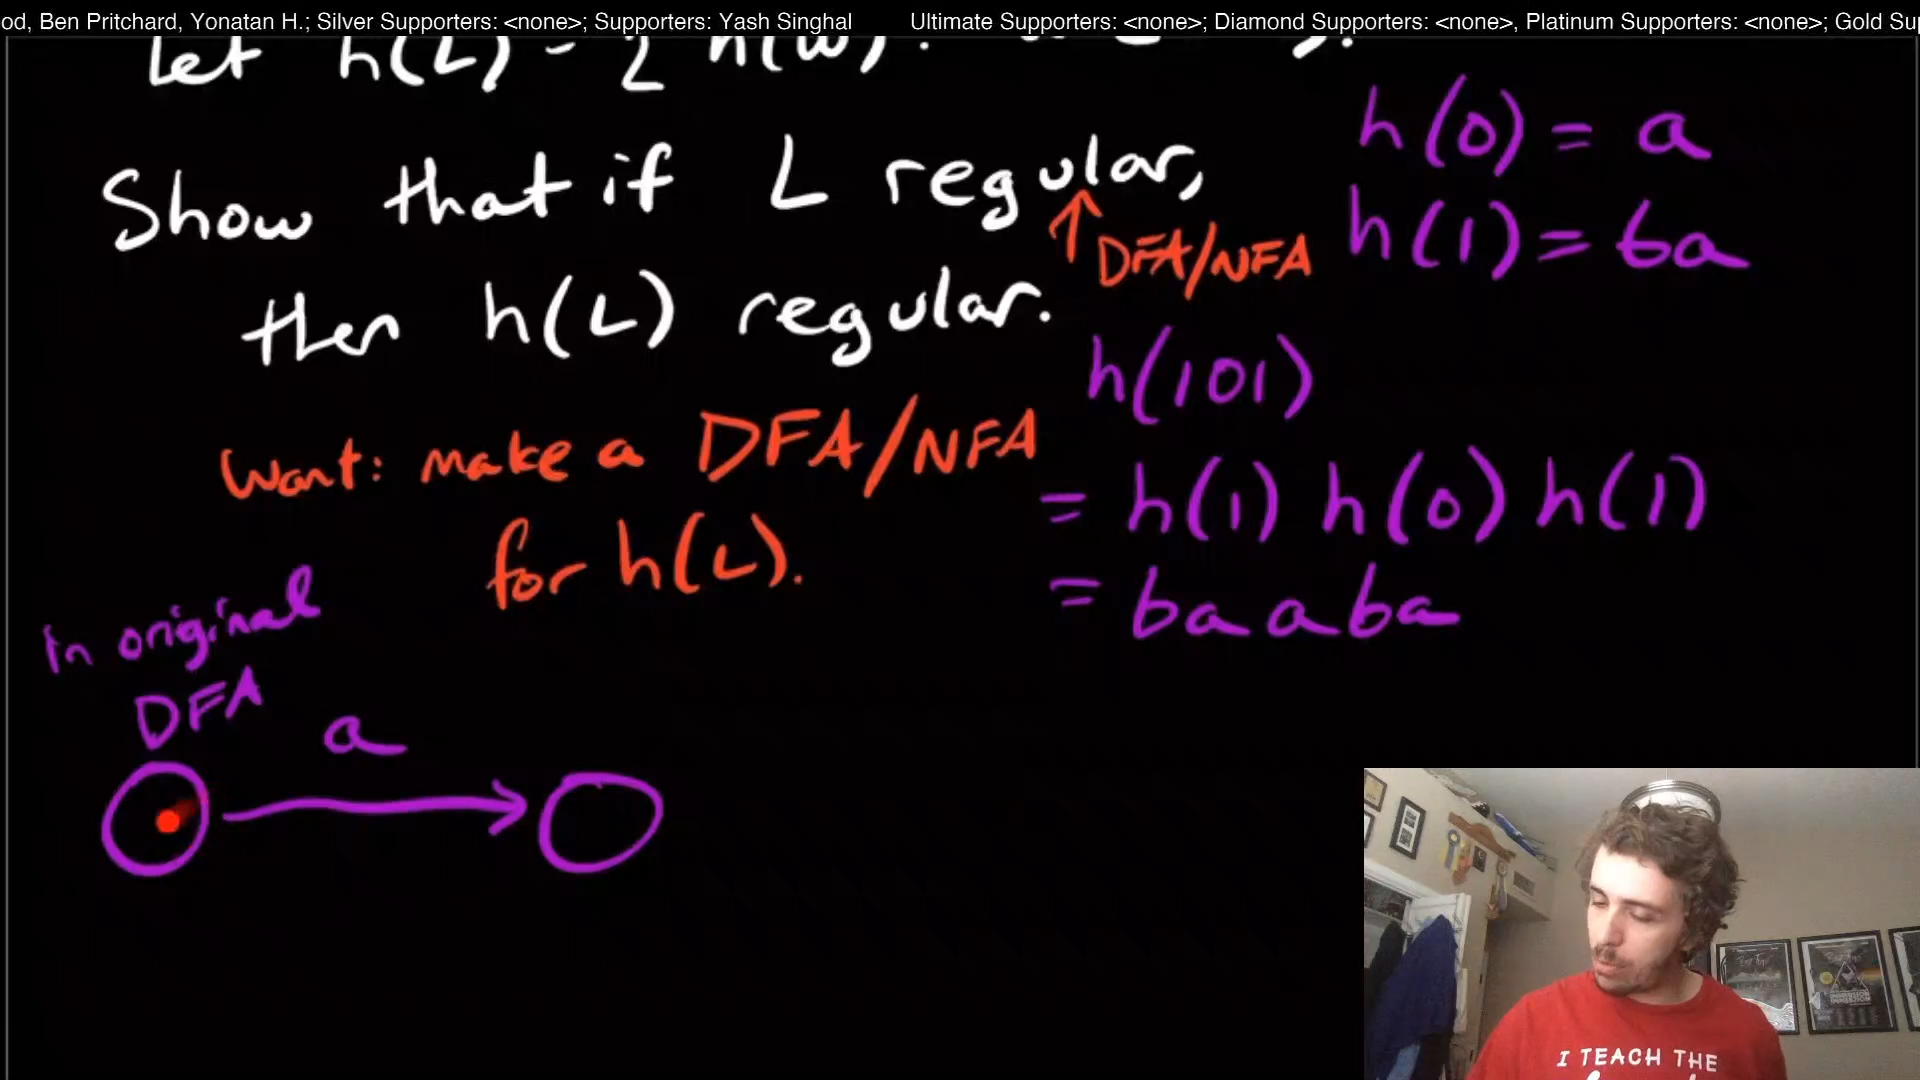 od, Ben Pritchard, Yonatan H.; Silver Supporters: <none>; Supporters: Yash Singhal Ultimate Supporters: <none>; Diamond Supporters: <none>, Platinum Supporters: <none>; Gold Su
Let h(L) = { h(w) :
Show that if L regular,
DFA/NFA
then h(L) regular.
Want: make a DFA/NFA
for h(L).
h(0) = a
h(1) = ba
h(101)
= h(1) h(0) h(1)
= ba a ba
In original
DFA
a
I TEACH THE